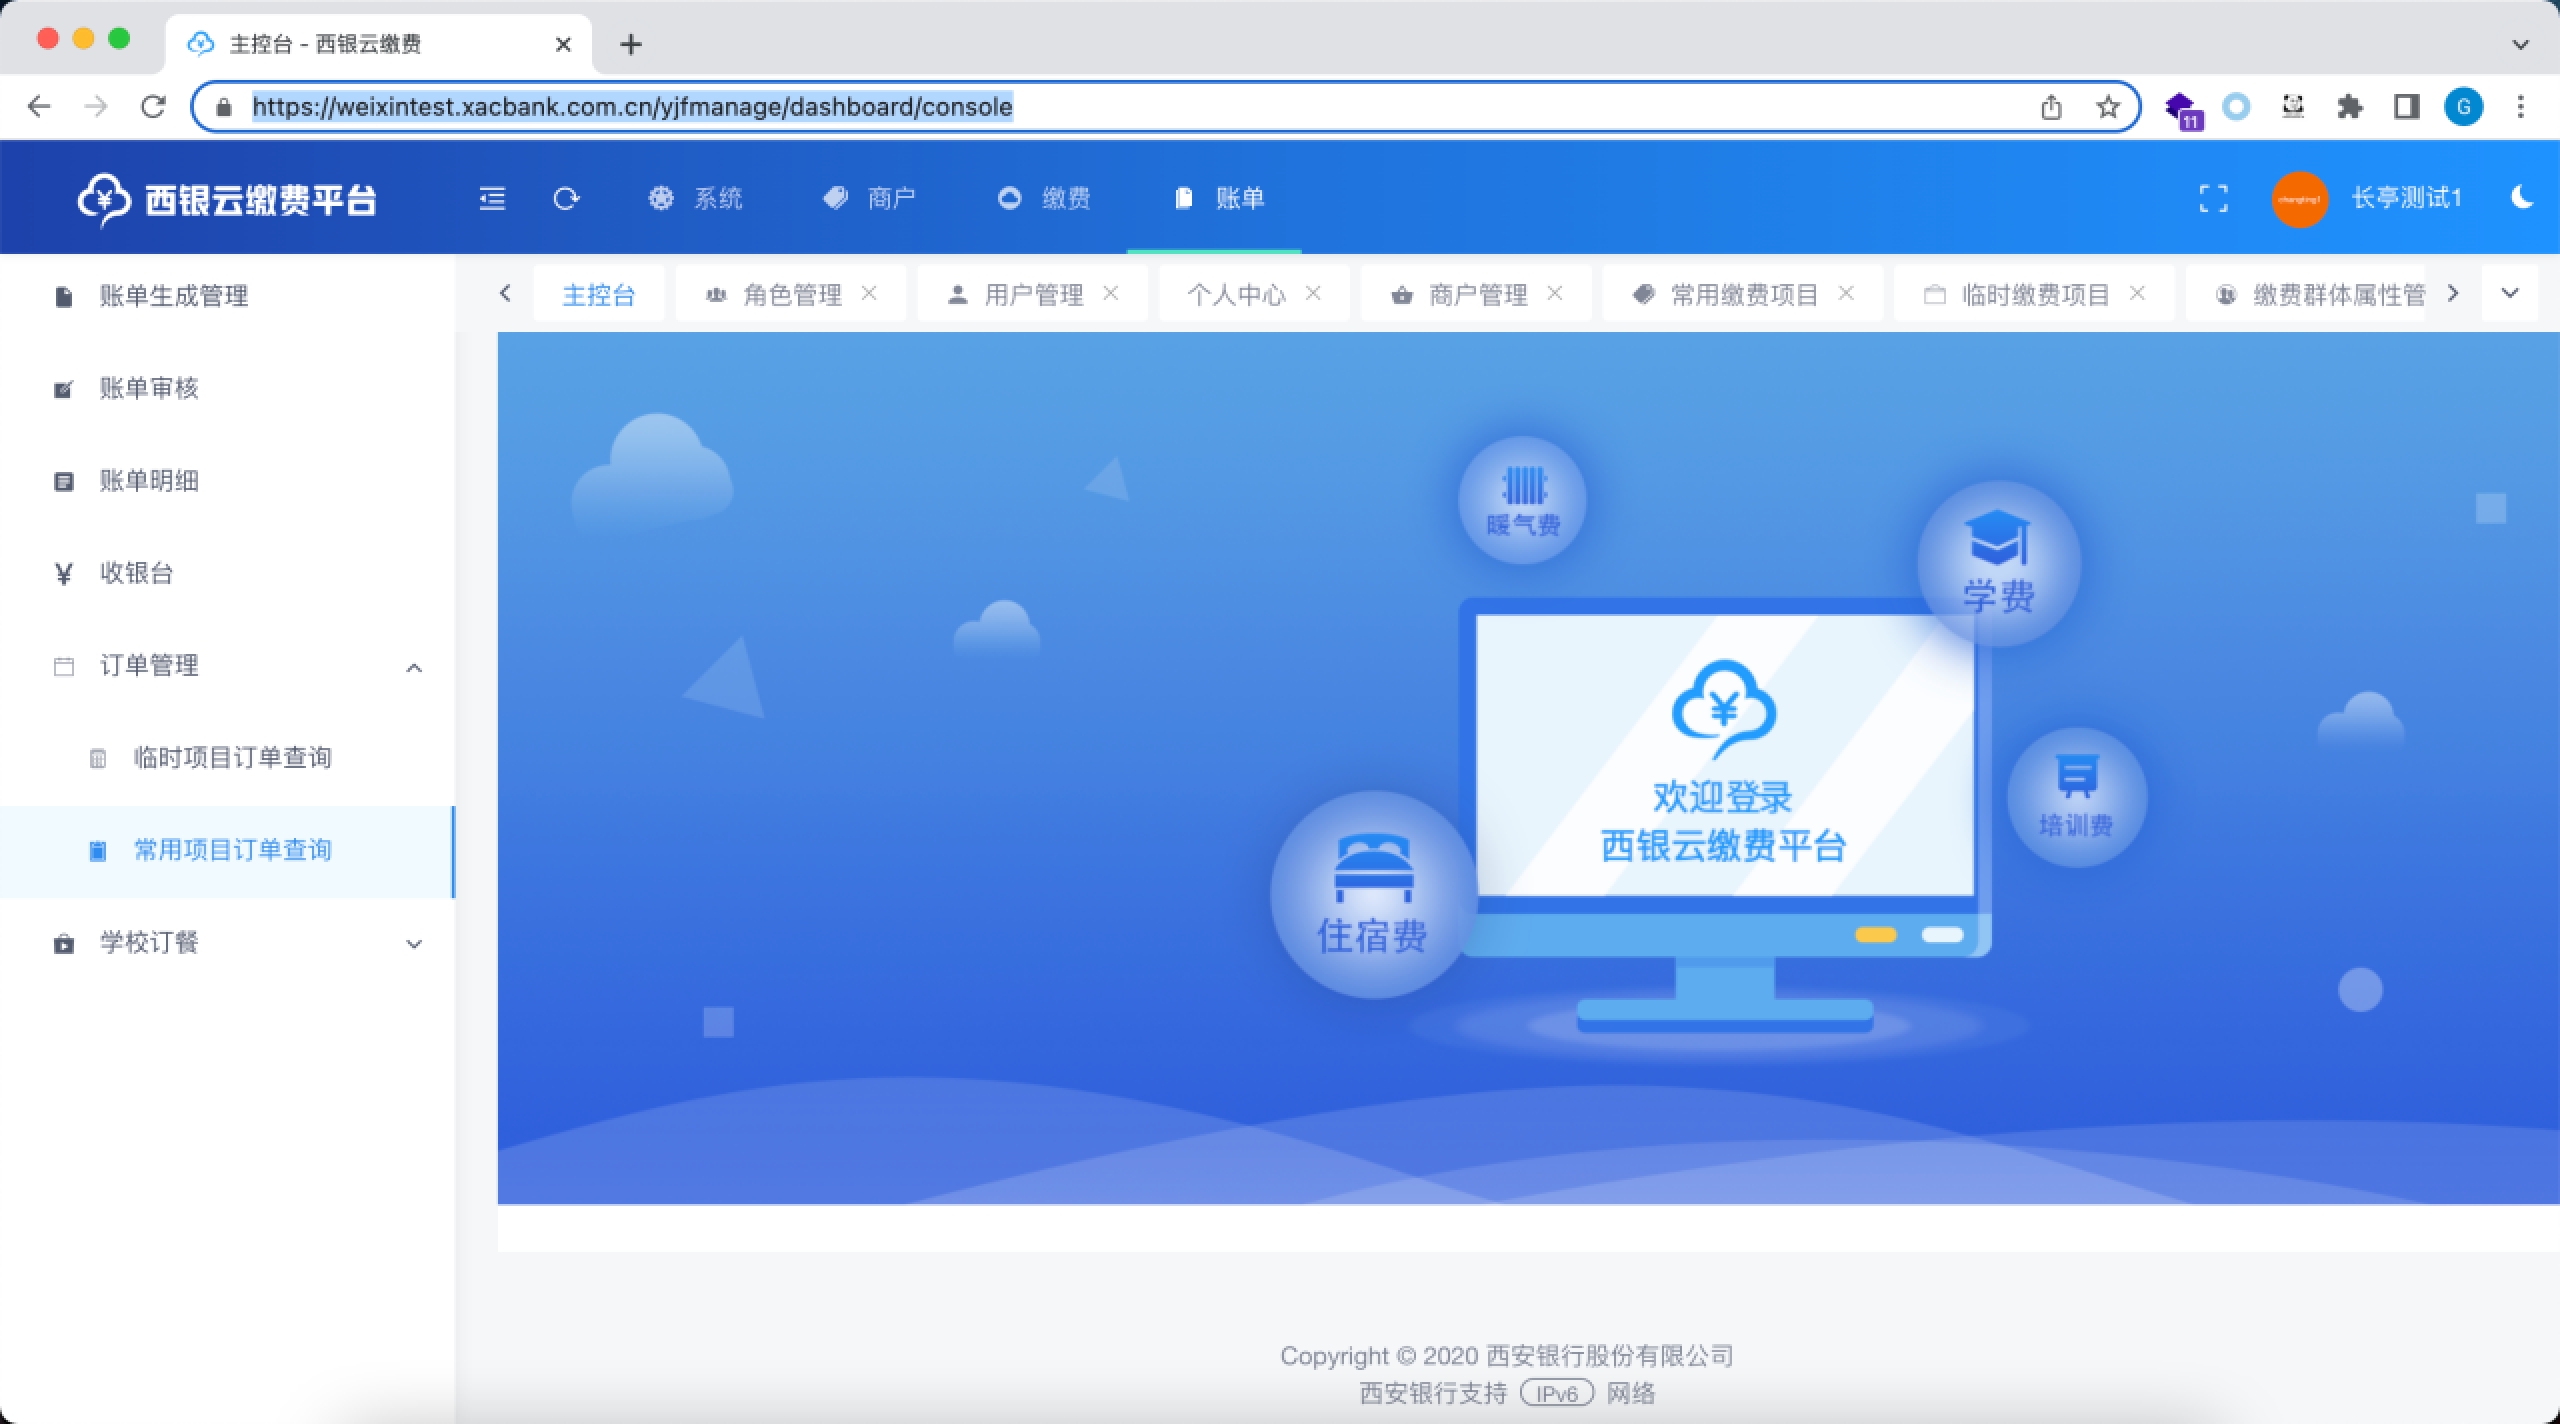 主控台 - 西银云缴费
https://weixintest.xacbank.com.cn/yjfmanage/dashboard/console
11
G
西银云缴费平台
系统
商户
缴费
账单
changting1
长亭测试1
账单生成管理
账单审核
账单明细
收银台
订单管理
临时项目订单查询
常用项目订单查询
学校订餐
主控台
角色管理
用户管理
个人中心
商户管理
常用缴费项目
临时缴费项目
缴费群体属性管
暖气费
学费
欢迎登录
西银云缴费平台
培训费
住宿费
Copyright © 2020 西安银行股份有限公司
西安银行支持 IPv6 网络